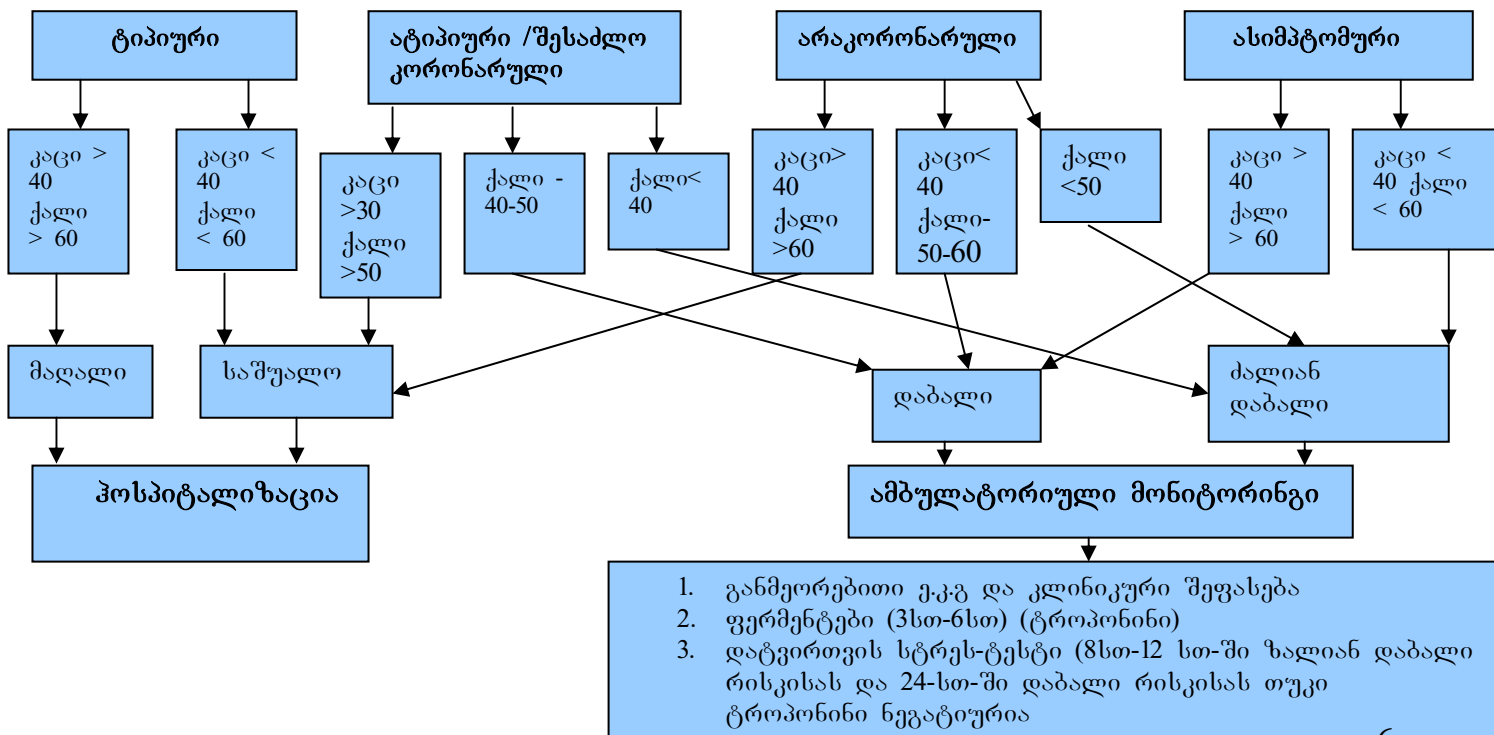 ტიპიური
ატიპიური /შესაძლო
კორონარული
არაკორონარული
ასიმპტომური
კაცი >
40
ქალი
> 60
კაცი <
40
ქალი
< 60
კაცი
>30
ქალი
>50
ქალი -
40-50
ქალი<
40
კაცი>
40
ქალი
>60
კაცი<
40
ქალი-
50-60
ქალი
<50
კაცი >
40
ქალი
> 60
კაცი <
40 ქალი
< 60
მაღალი
საშუალო
დაბალი
ძალიან
დაბალი
ჰოსპიტალიზაცია
ამბულატორიული მონიტორინგი
1. განმეორებითი ე.კ.გ და კლინიკური შეფასება
2. ფერმენტები (3სთ-6სთ) (ტროპონინი)
3. დატვირთვის სტრეს-ტესტი (8სთ-12 სთ-ში ზალიან დაბალი
რისკისას და 24-სთ-ში დაბალი რისკისას თუკი
ტროპონინი ნეგატიურია